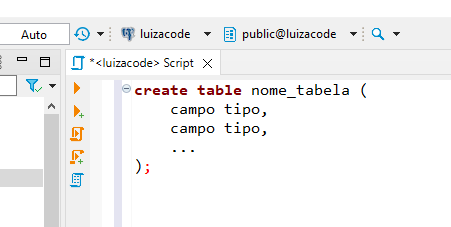 Auto luizacode public@luizacode
*<luizacode> Script
create table nome_tabela (
campo tipo,
campo tipo,
...
);